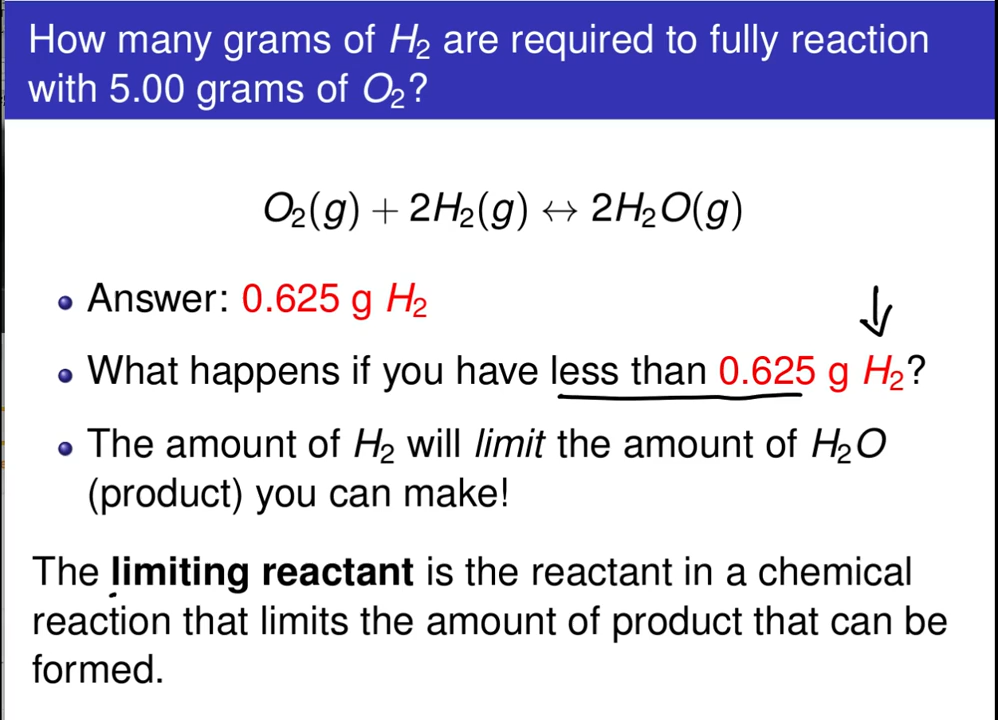 How many grams of H₂ are required to fully reaction
with 5.00 grams of O₂?
O₂(g) + 2H₂(g) ↔ 2H₂O(g)
Answer: 0.625 g H₂
What happens if you have less than 0.625 g H₂?
The amount of H₂ will limit the amount of H₂O
(product) you can make!
The limiting reactant is the reactant in a chemical
reaction that limits the amount of product that can be
formed.